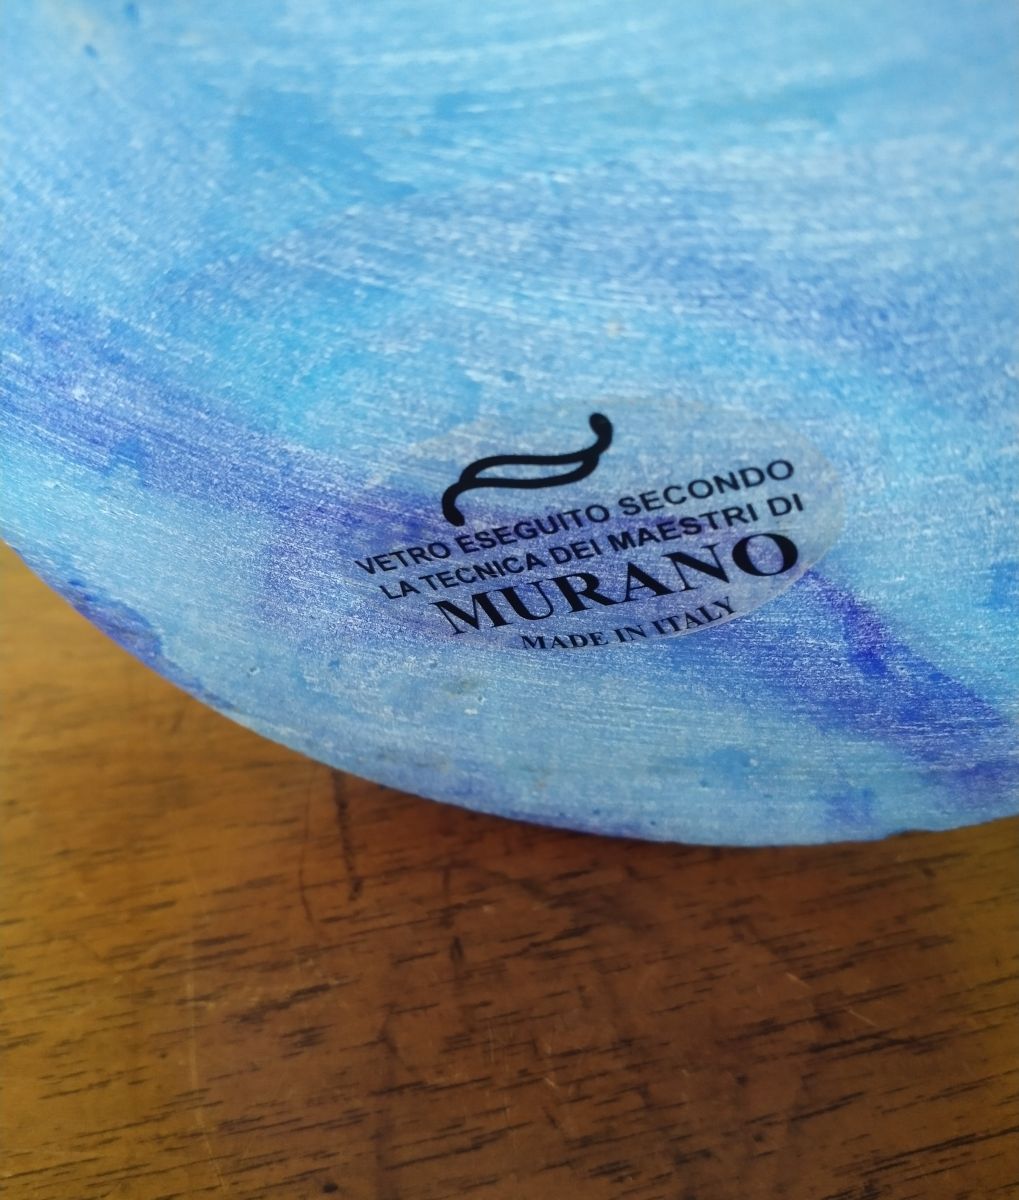 VETRO ESEGUITO SECONDO
LA TECNICA DEI MAESTRI DI
MURANO
MADE IN ITALY